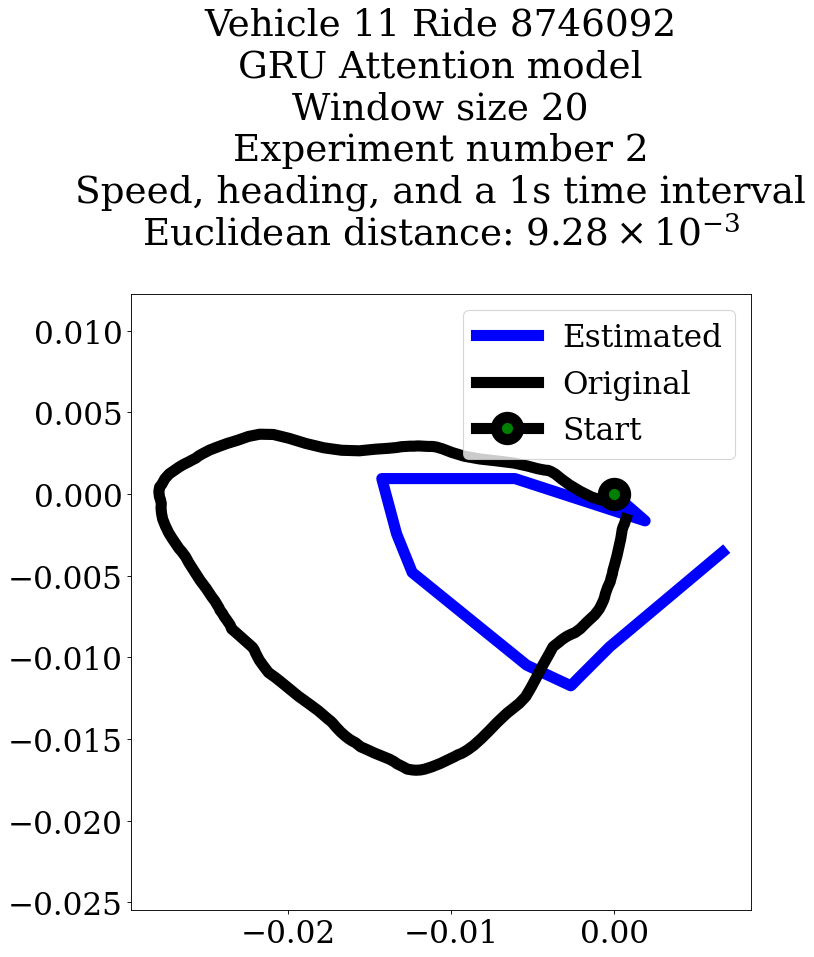 Vehicle 11 Ride 8746092
GRU Attention model
Window size 20
Experiment number 2
Speed, heading, and a 1s time interval
Euclidean distance: 9.28 × 10⁻³
Estimated
Original
Start
0.010
0.005
0.000
−0.005
−0.010
−0.015
−0.020
−0.025
−0.02
−0.01
0.00